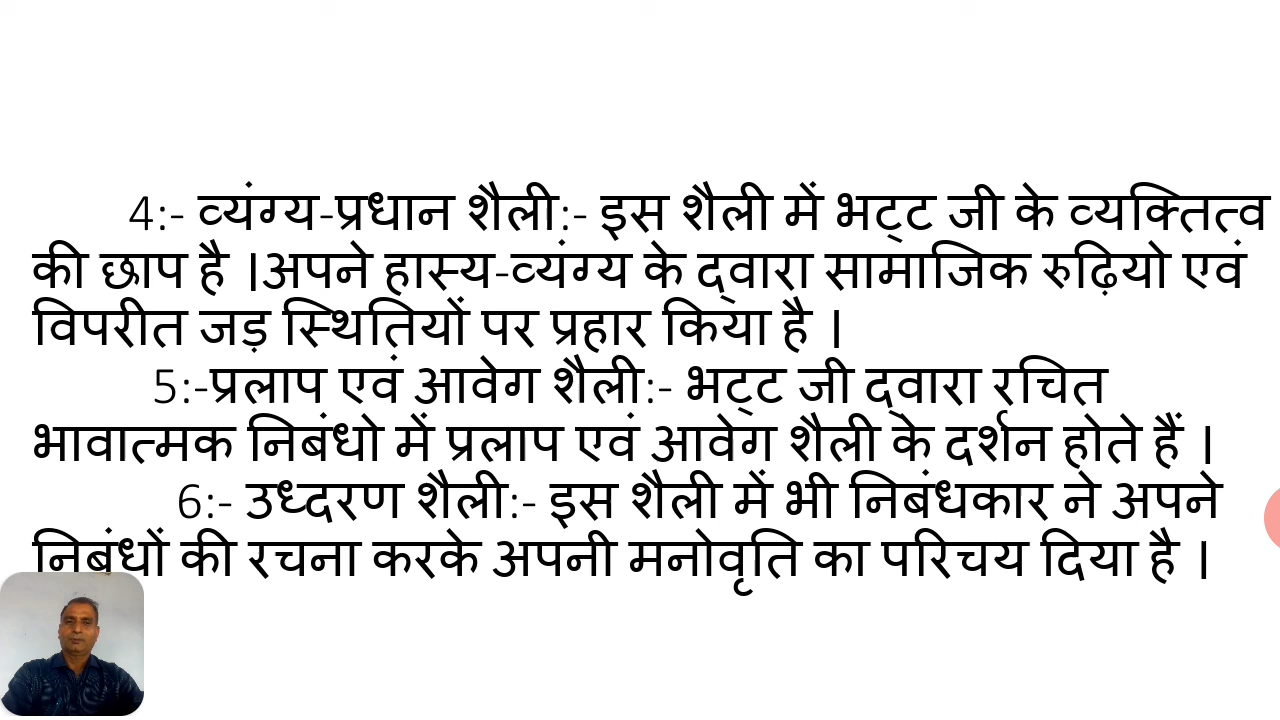 4:- व्यंग्य-प्रधान शैली:- इस शैली में भट्ट जी के व्यक्तित्व
की छाप है ।अपने हास्य-व्यंग्य के द्वारा सामाजिक रुढ़ियो एवं
विपरीत जड़ स्थितियों पर प्रहार किया है ।
5:-प्रलाप एवं आवेग शैली:- भट्ट जी द्वारा रचित
भावात्मक निबंधो में प्रलाप एवं आवेग शैली के दर्शन होते हैं ।
6:- उध्दरण शैली:- इस शैली में भी निबंधकार ने अपने
निबंधों की रचना करके अपनी मनोवृति का परिचय दिया है ।